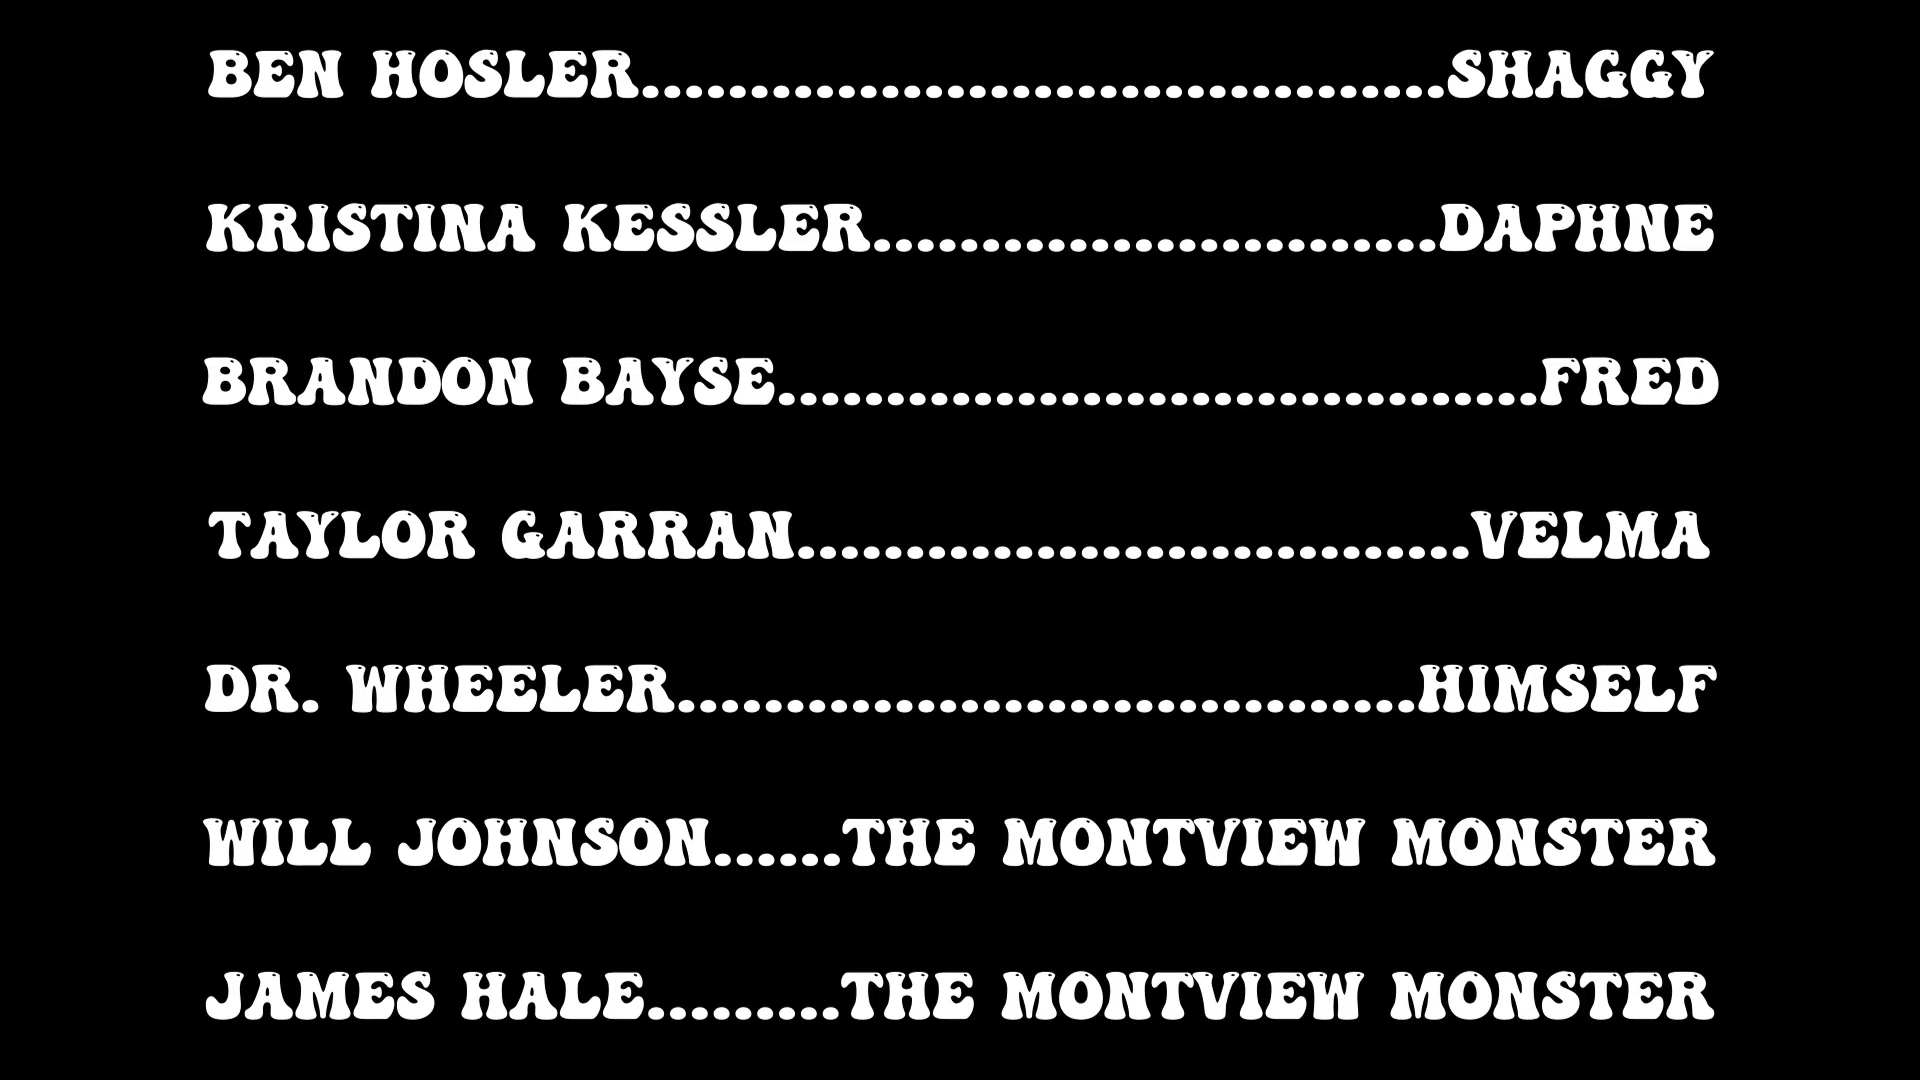 BEN HOSLER.....................................SHAGGY
KRISTINA KESSLER..........................DAPHNE
BRANDON BAYSE...................................FRED
TAYLOR GARRAN...............................VELMA
DR. WHEELER..................................HIMSELF
WILL JOHNSON......THE MONTVIEW MONSTER
JAMES HALE.........THE MONTVIEW MONSTER